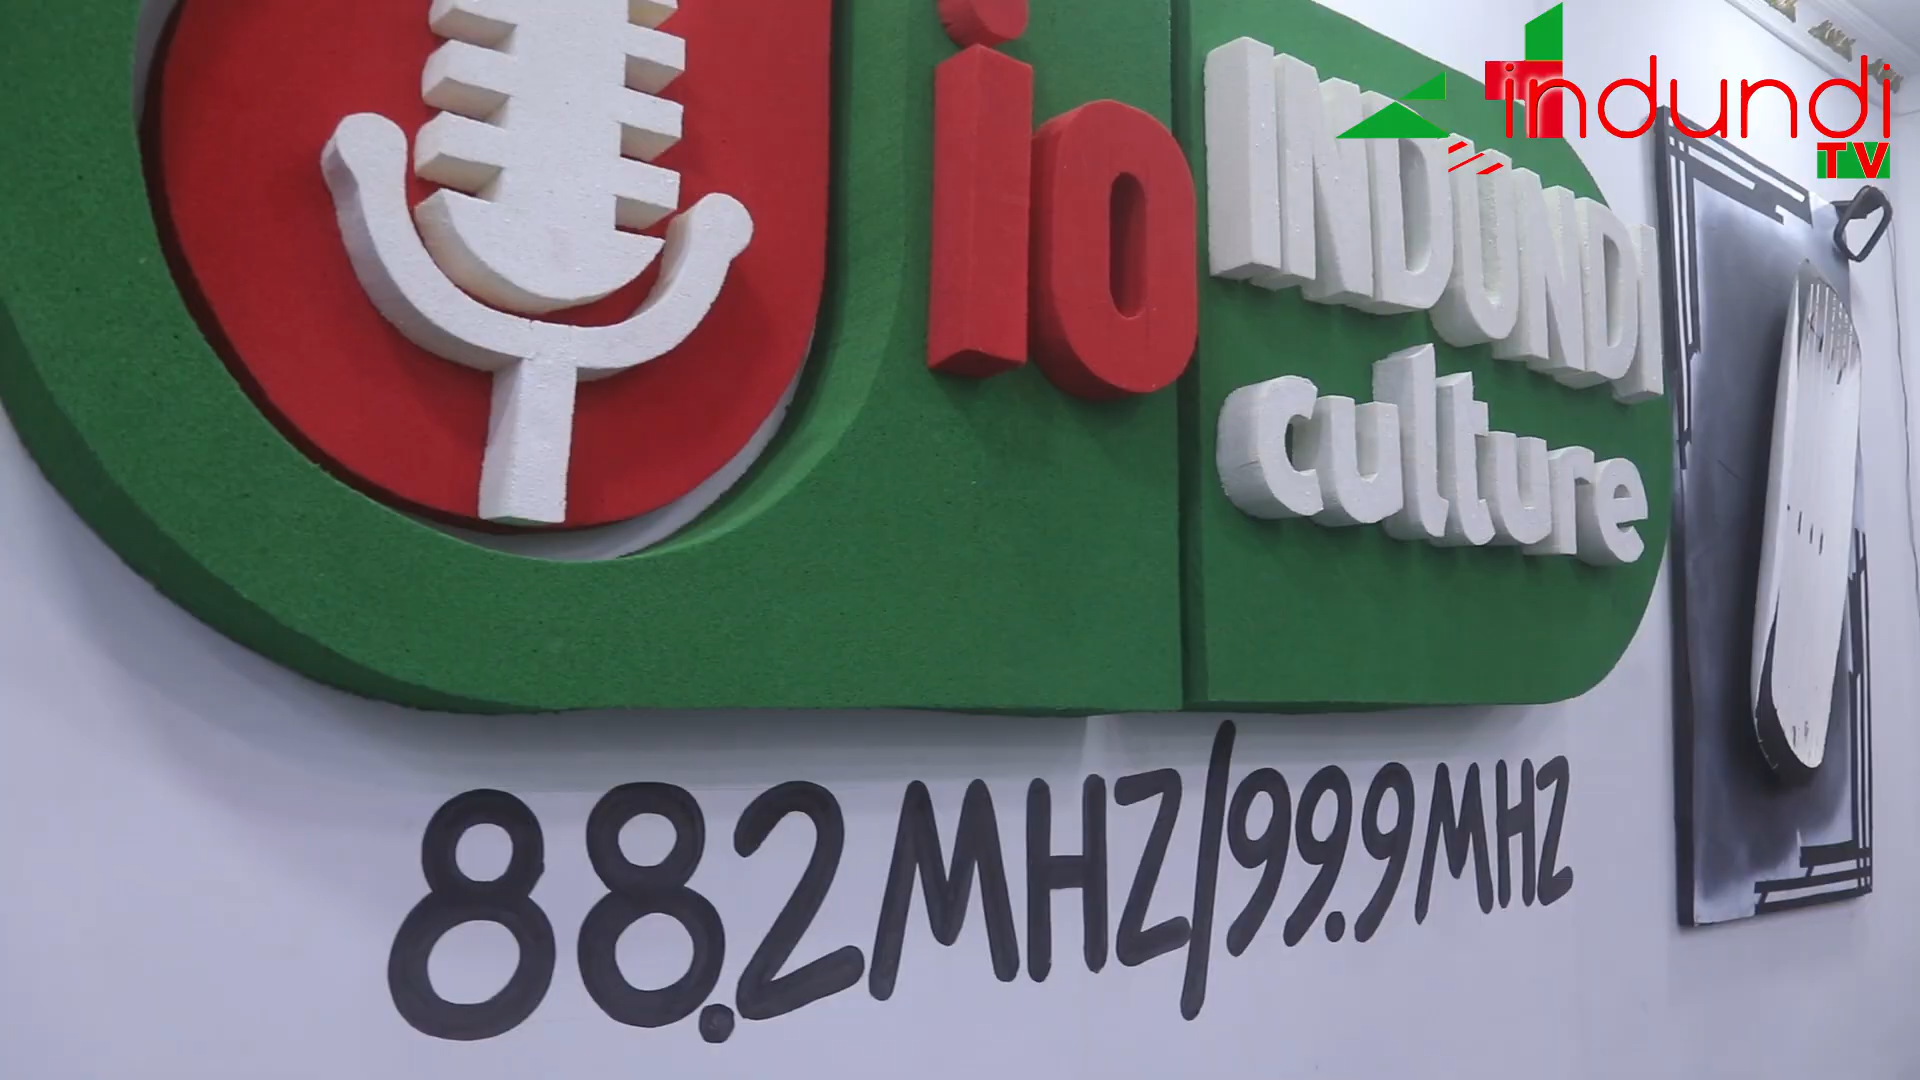 io
INDUNDI
culture
88.2MHZ/99.9MHZ
indundi
TV